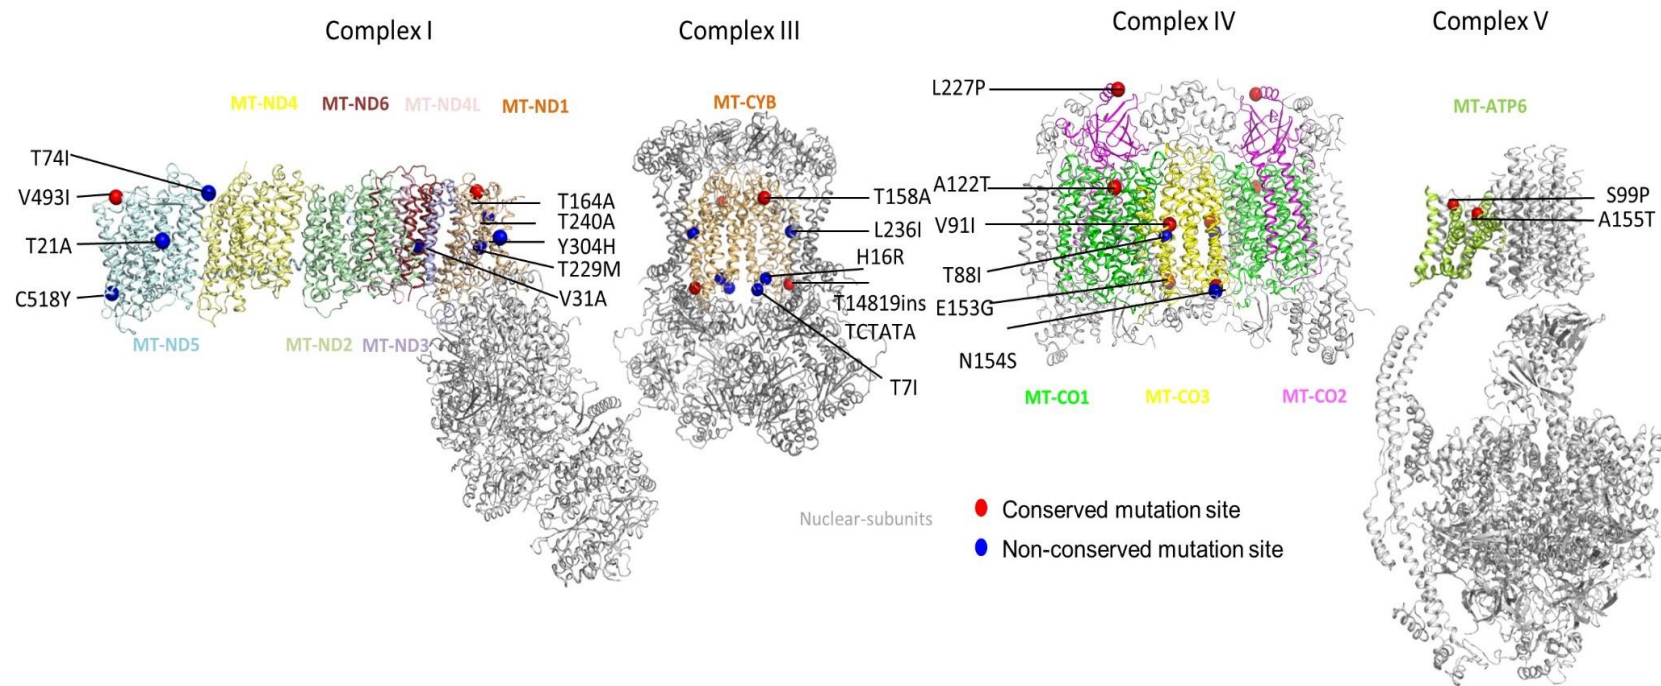 Complex I
Complex III
Complex IV
Complex V
MT-ND4
MT-ND6
MT-ND4L
MT-ND1
MT-CYB
MT-ATP6
T74I
V493I
T21A
C518Y
T164A
T240A
Y304H
T229M
V31A
MT-ND5
MT-ND2
MT-ND3
T158A
L236I
H16R
T14819ins
TCTATA
T7I
L227P
A122T
V91I
T88I
E153G
N154S
MT-CO1
MT-CO3
MT-CO2
S99P
A155T
Nuclear-subunits
Conserved mutation site
Non-conserved mutation site